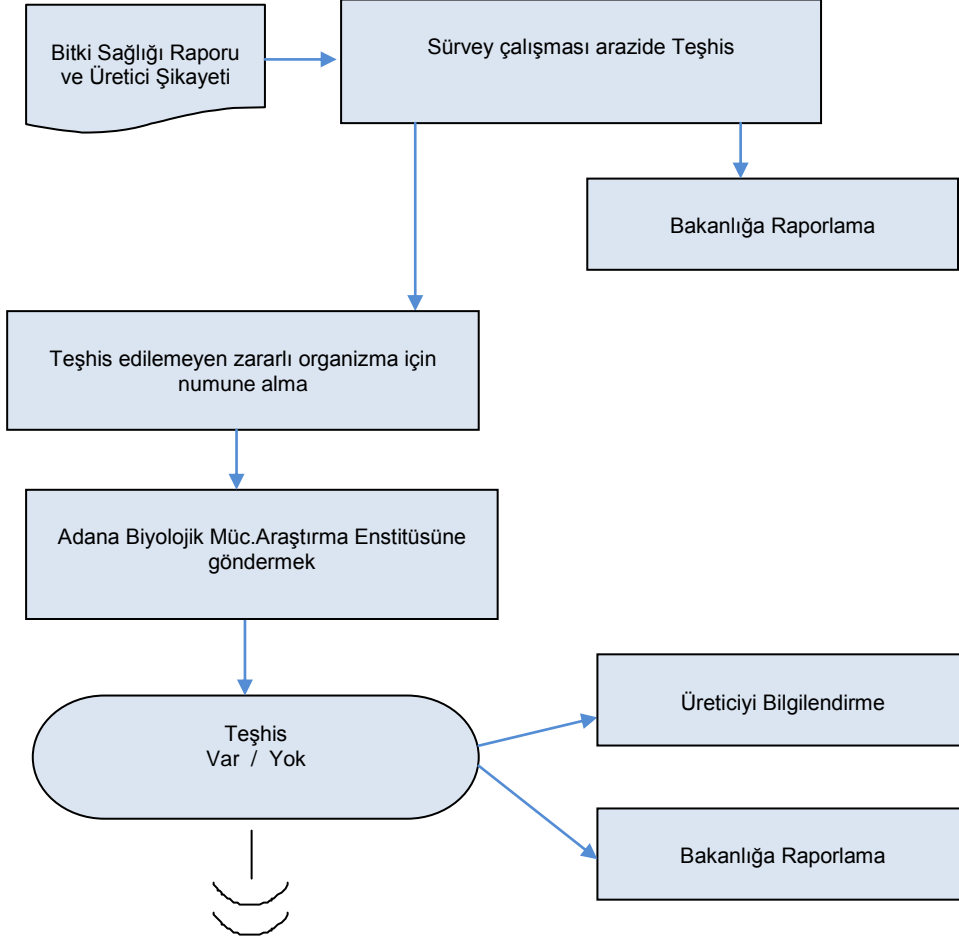 Bitki Sağlığı Raporu
ve Üretici Şikayeti
Sürvey çalışması arazide Teşhis
Bakanlığa Raporlama
Teşhis edilemeyen zararlı organizma için
numune alma
Adana Biyolojik Müc.Araştırma Enstitüsüne
göndermek
Teşhis
Var / Yok
Üreticiyi Bilgilendirme
Bakanlığa Raporlama